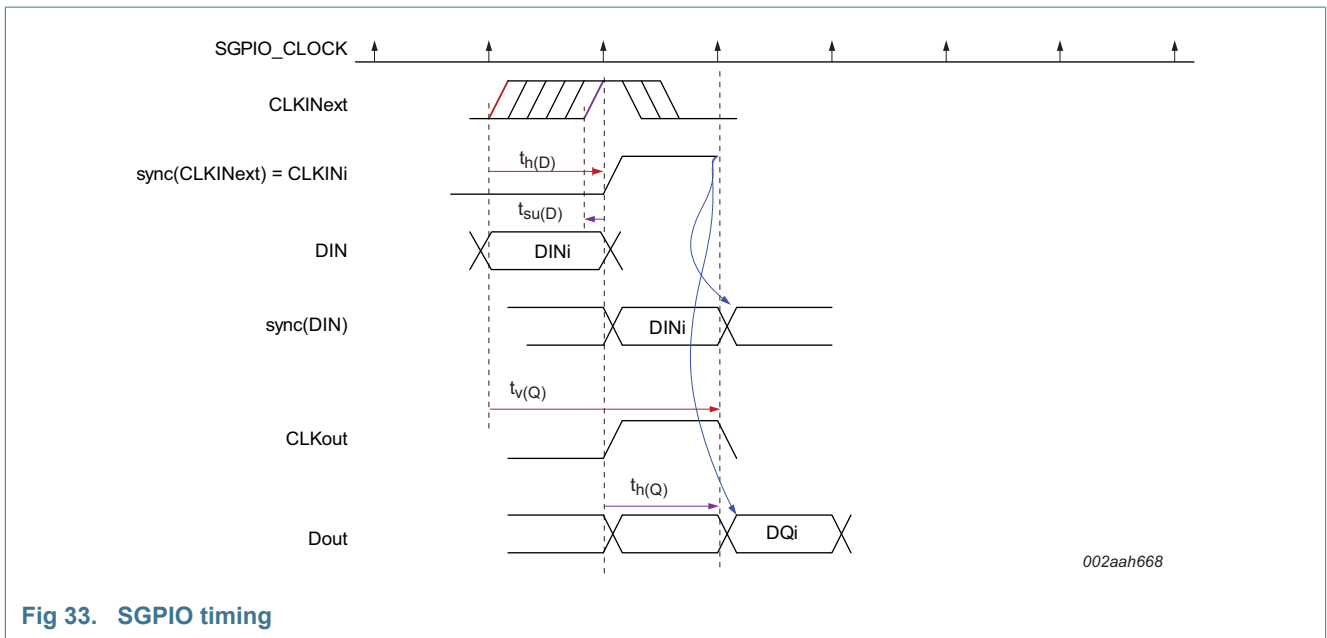 SGPIO_CLOCK
CLKINext
sync(CLKINext) = CLKINi
th(D)
tsu(D)
DIN
DINi
sync(DIN)
DINi
tv(Q)
CLKout
th(Q)
Dout
DQi
002aah668
Fig 33. SGPIO timing